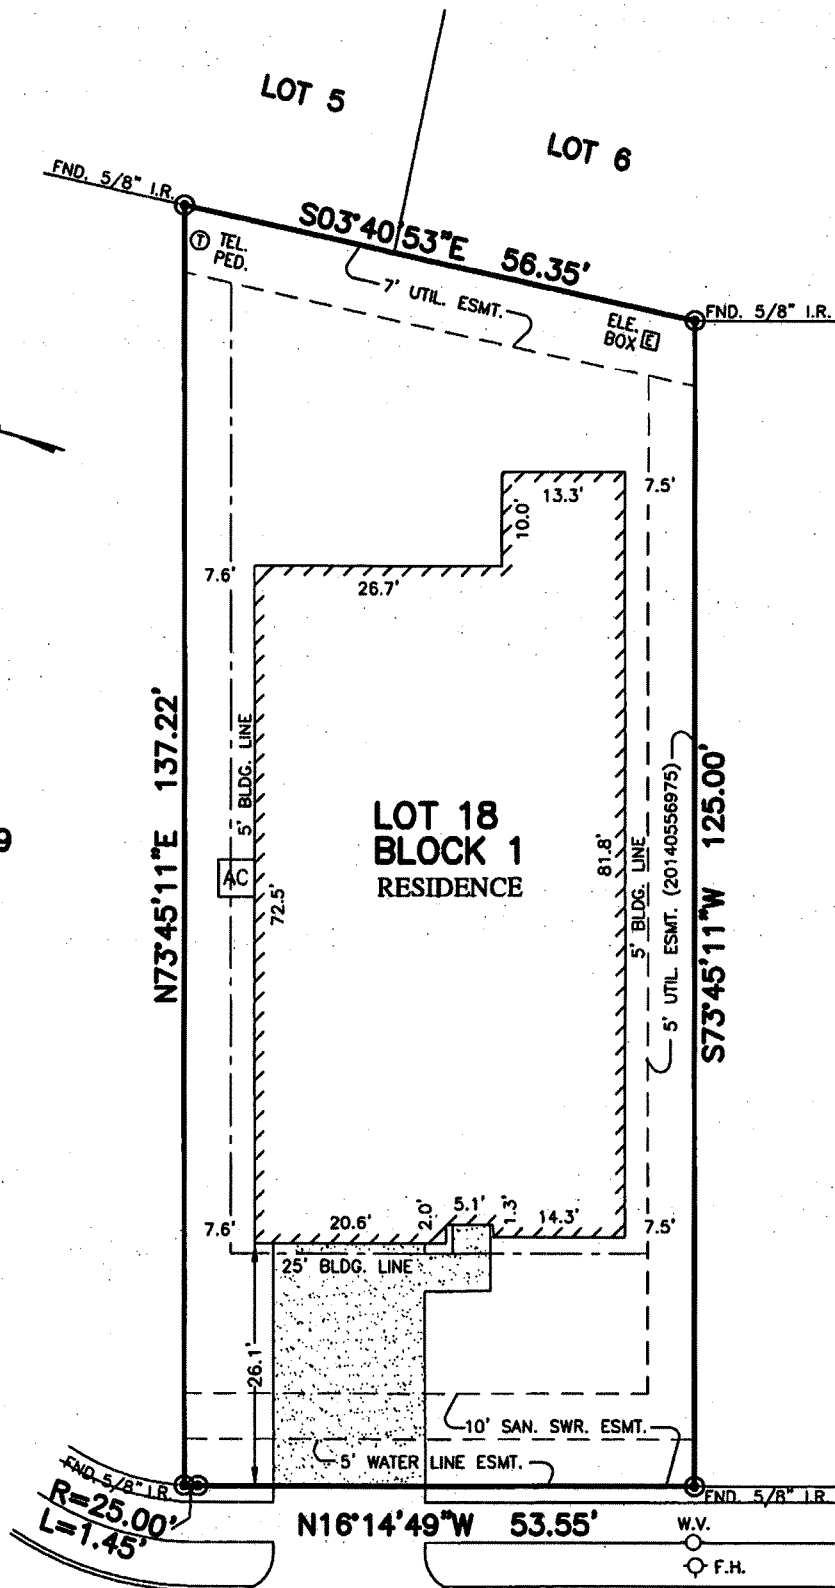 LOT 5
LOT 6
FND. 5/8" I.R.
S03°40'53"E 56.35'
T TEL.
PED.
7' UTIL. ESMT.
ELE.
BOX E
FND. 5/8" I.R.
13.3'
7.5'
10.0'
7.6'
26.7'
N73°45'11"E 137.22'
5' BLDG. LINE
9
AC
72.5'
LOT 18
BLOCK 1
RESIDENCE
81.8'
5' BLDG. LINE
5' UTIL ESMT. (20140556975)
S73°45'11"W 125.00'
7.6'
20.6'
2.0'
5.1'
1.3'
14.3'
7.5'
25' BLDG. LINE
26.1'
10' SAN. SWR. ESMT.
5' WATER LINE ESMT.
FND. 5/8" I.R.
R=25.00'
L=1.45'
N16°14'49"W 53.55'
FND. 5/8" I.R.
W.V.
F.H.